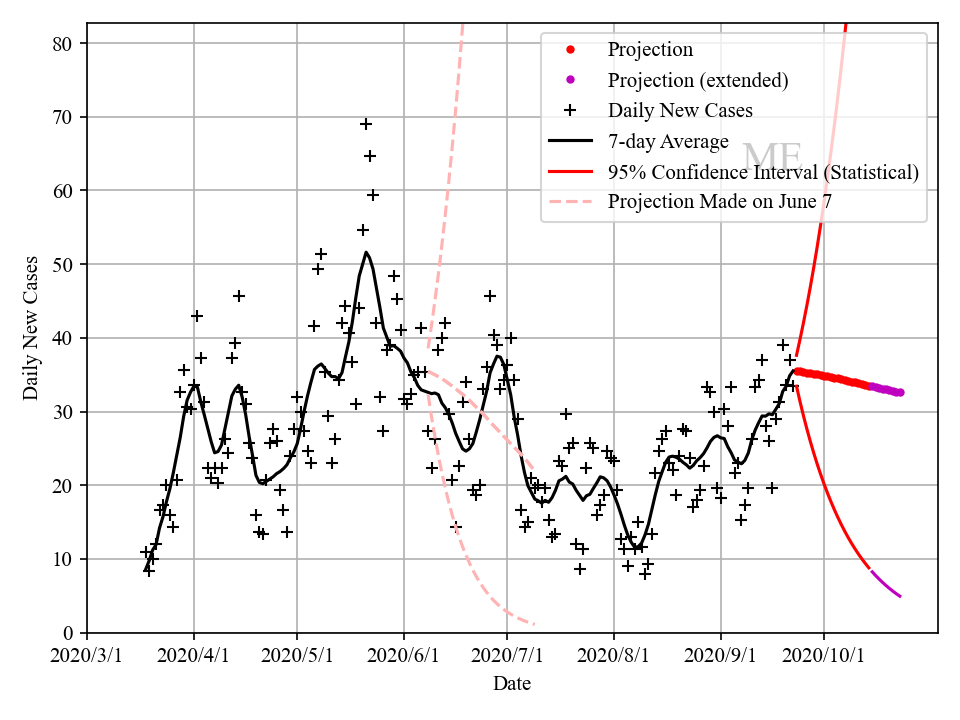 80
70
60
50
40
30
20
10
0
Daily New Cases
Projection
Projection (extended)
Daily New Cases
7-day Average
95% Confidence Interval (Statistical)
Projection Made on June 7
ME
2020/3/1 2020/4/1 2020/5/1 2020/6/1 2020/7/1 2020/8/1 2020/9/1 2020/10/1
Date